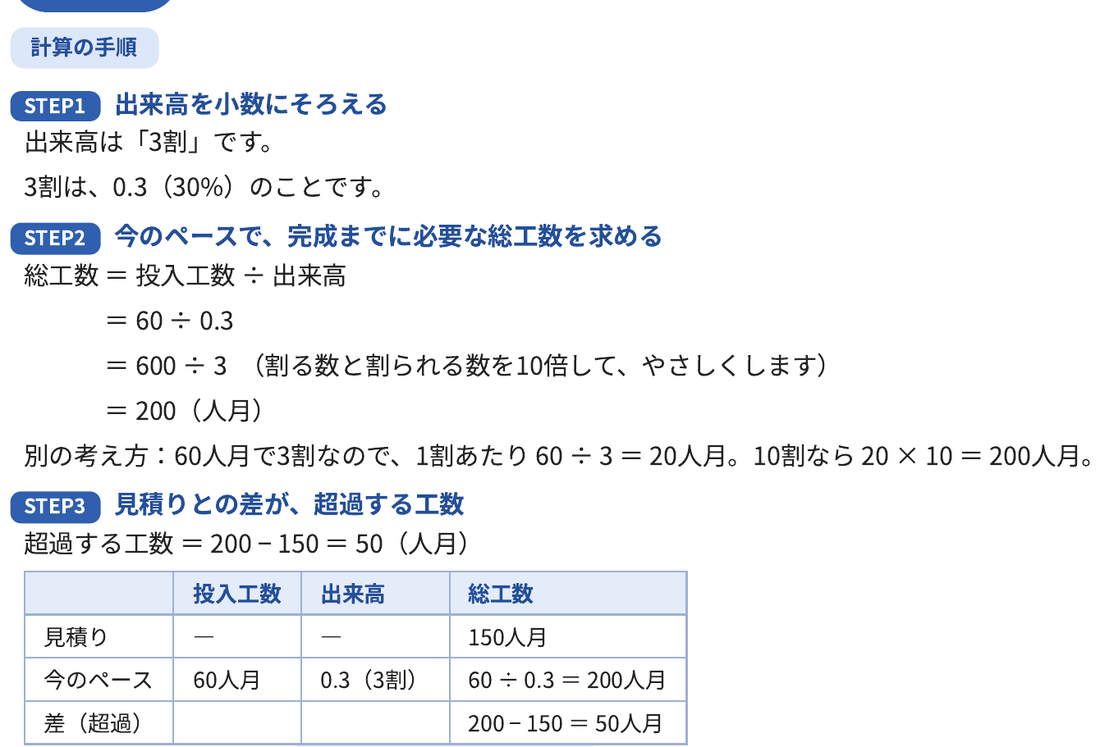 計算の手順
STEP1 出来高を小数にそろえる
出来高は「3割」です。
3割は、0.3（30%）のことです。
STEP2 今のペースで、完成までに必要な総工数を求める
総工数 ＝ 投入工数 ÷ 出来高
＝ 60 ÷ 0.3
＝ 600 ÷ 3 （割る数と割られる数を10倍して、やさしくします）
＝ 200（人月）
別の考え方：60人月で3割なので、1割あたり 60 ÷ 3 ＝ 20人月。10割なら 20 × 10 ＝ 200人月。
STEP3 見積りとの差が、超過する工数
超過する工数 ＝ 200 − 150 ＝ 50（人月）
投入工数 出来高 総工数
見積り — — 150人月
今のペース 60人月 0.3（3割） 60 ÷ 0.3 ＝ 200人月
差（超過） 200 − 150 ＝ 50人月